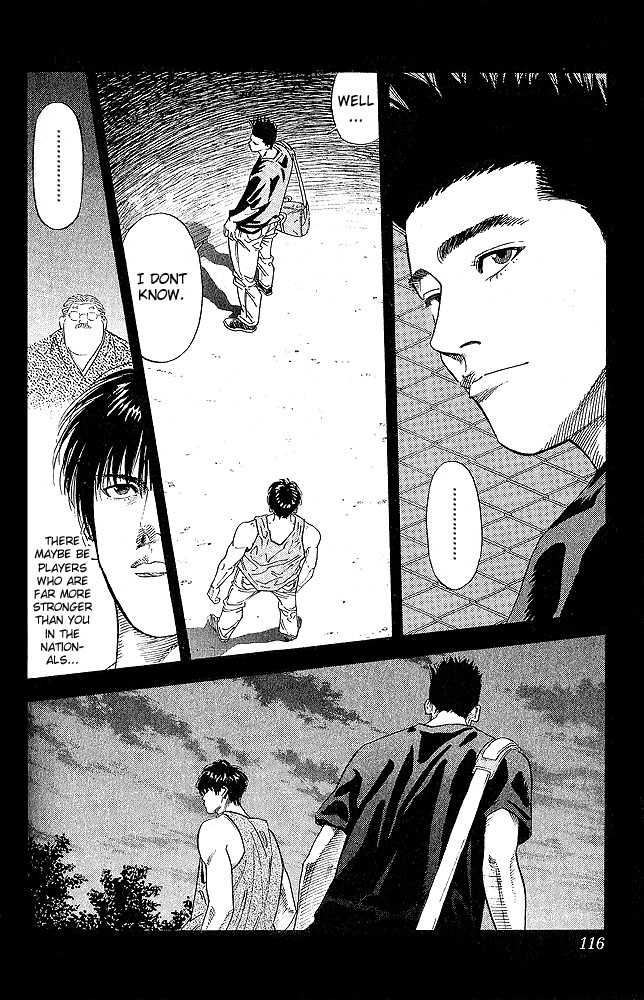 ............
WELL
...
I DONT
KNOW.
............
THERE
MAYBE BE
PLAYERS
WHO ARE
FAR MORE
STRONGER
THAN YOU
IN THE
NATION-
ALS...
116